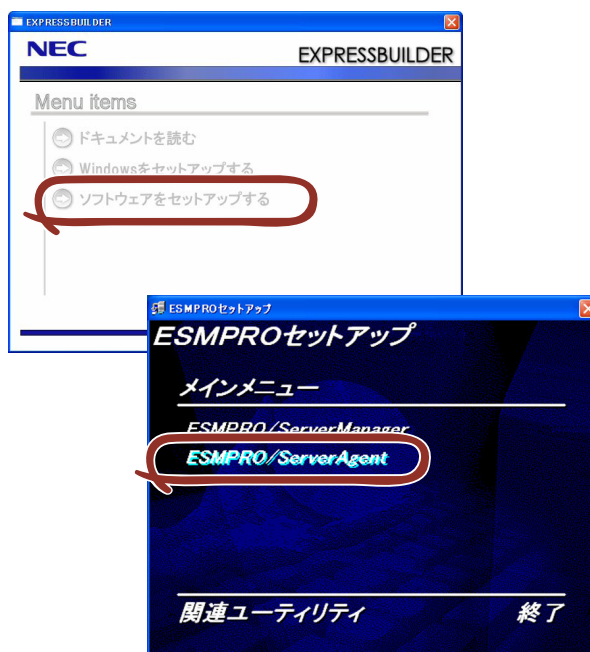 EXPRESSBUILDER
NEC
EXPRESSBUILDER
Menu items
ドキュメントを読む
Windowsをセットアップする
ソフトウェアをセットアップする
ESMPROセットアップ
ESMPROセットアップ
メインメニュー
ESMPRO/ServerManager
ESMPRO/ServerAgent
関連ユーティリティ
終了